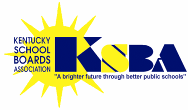 KENTUCKY
SCHOOL
BOARDS
ASSOCIATION
KSBA
"A brighter future through better public schools"